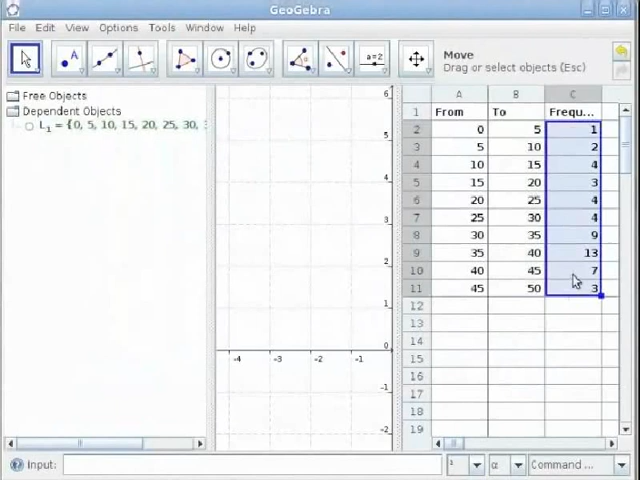 GeoGebra
File Edit View Options Tools Window Help
A
a=2
Move
Drag or select objects (Esc)
Free Objects
Dependent Objects
L1 = {0, 5, 10, 15, 20, 25, 30,
6
5
4
3
2
1
0
-1
-2
-4 -3 -2 -1
A B C
1 From To Frequ...
2 0 5 1
3 5 10 2
4 10 15 4
5 15 20 3
6 20 25 4
7 25 30 4
8 30 35 9
9 35 40 13
10 40 45 7
11 45 50 3
12
13
14
15
16
17
18
19
Input: 1 α Command ...